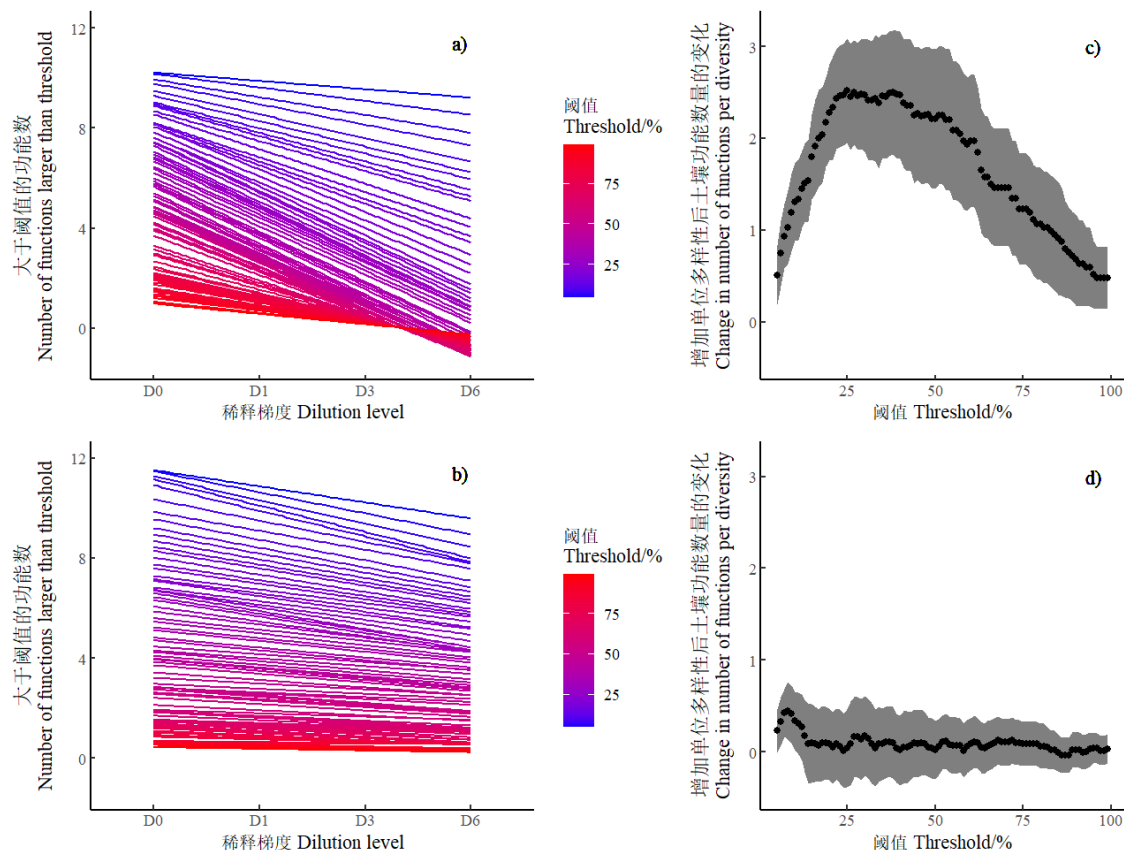 a)
大于阈值的功能数
Number of functions larger than threshold
12
8
4
0
D0 D1 D3 D6
稀释梯度 Dilution level
阈值
Threshold/%
75
50
25
c)
增加单位多样性后土壤功能数量的变化
Change in number of functions per diversity
3
2
1
0
25 50 75 100
阈值 Threshold/%
b)
大于阈值的功能数
Number of functions larger than threshold
12
8
4
0
D0 D1 D3 D6
稀释梯度 Dilution level
阈值
Threshold/%
75
50
25
d)
增加单位多样性后土壤功能数量的变化
Change in number of functions per diversity
3
2
1
0
25 50 75 100
阈值 Threshold/%